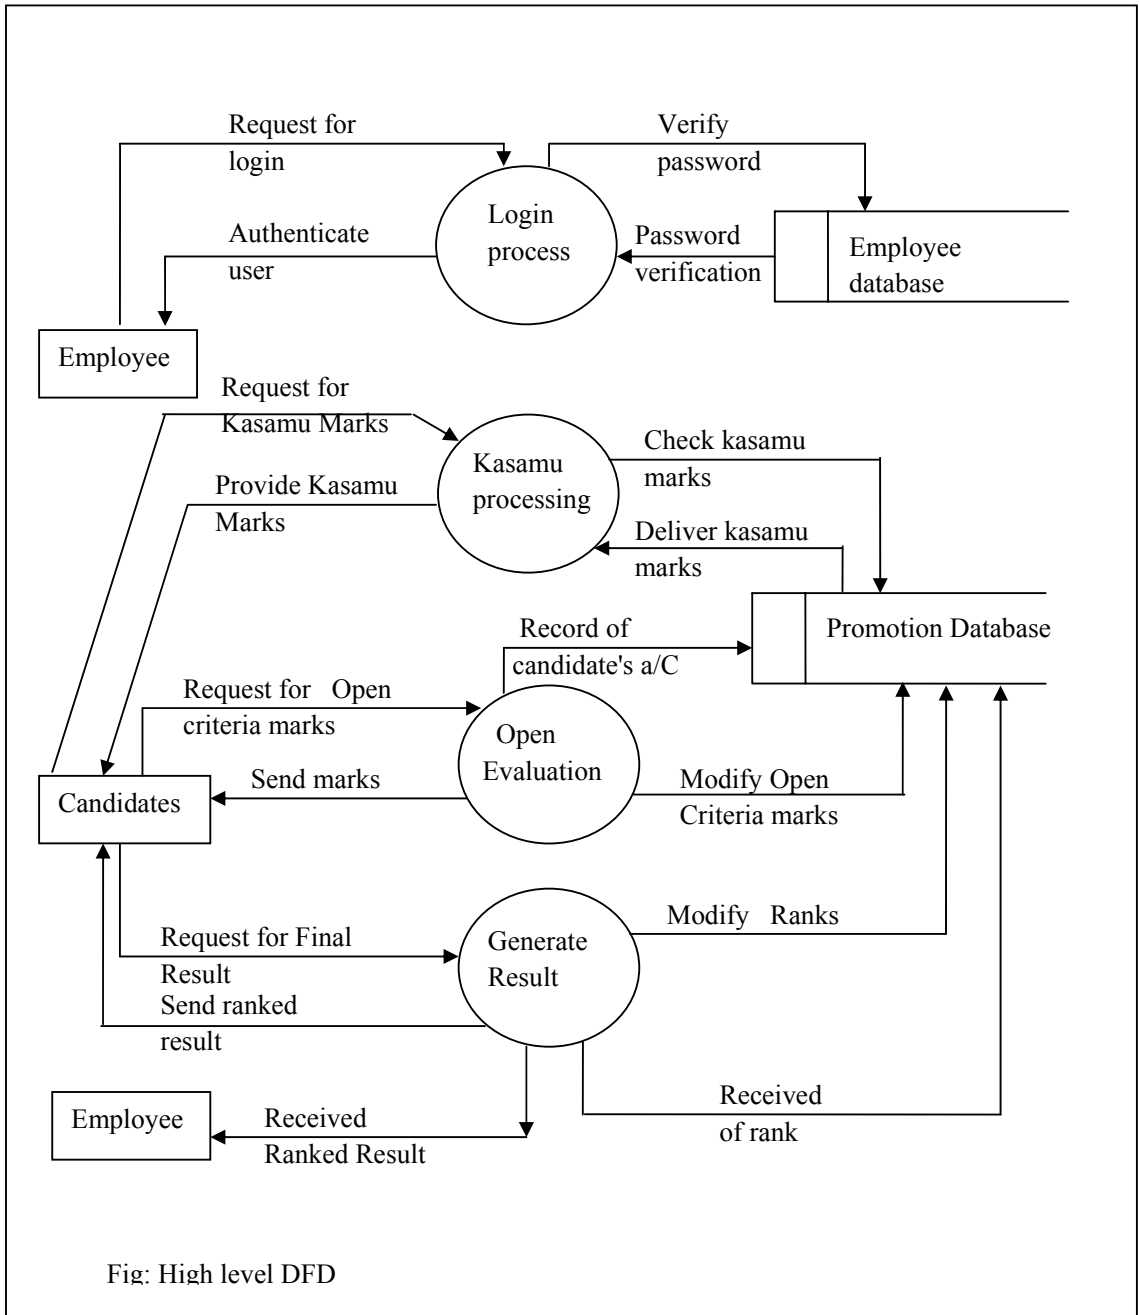 Request for
login
Verify
password
Login
process
Authenticate
user
Password
verification
Employee
database
Employee
Request for
Kasamu Marks
Kasamu
processing
Check kasamu
marks
Provide Kasamu
Marks
Deliver kasamu
marks
Promotion Database
Record of
candidate's a/C
Request for Open
criteria marks
Open
Evaluation
Send marks
Candidates
Modify Open
Criteria marks
Modify Ranks
Request for Final
Result
Generate
Result
Send ranked
result
Employee
Received
Ranked Result
Received
of rank
Fig: High level DFD